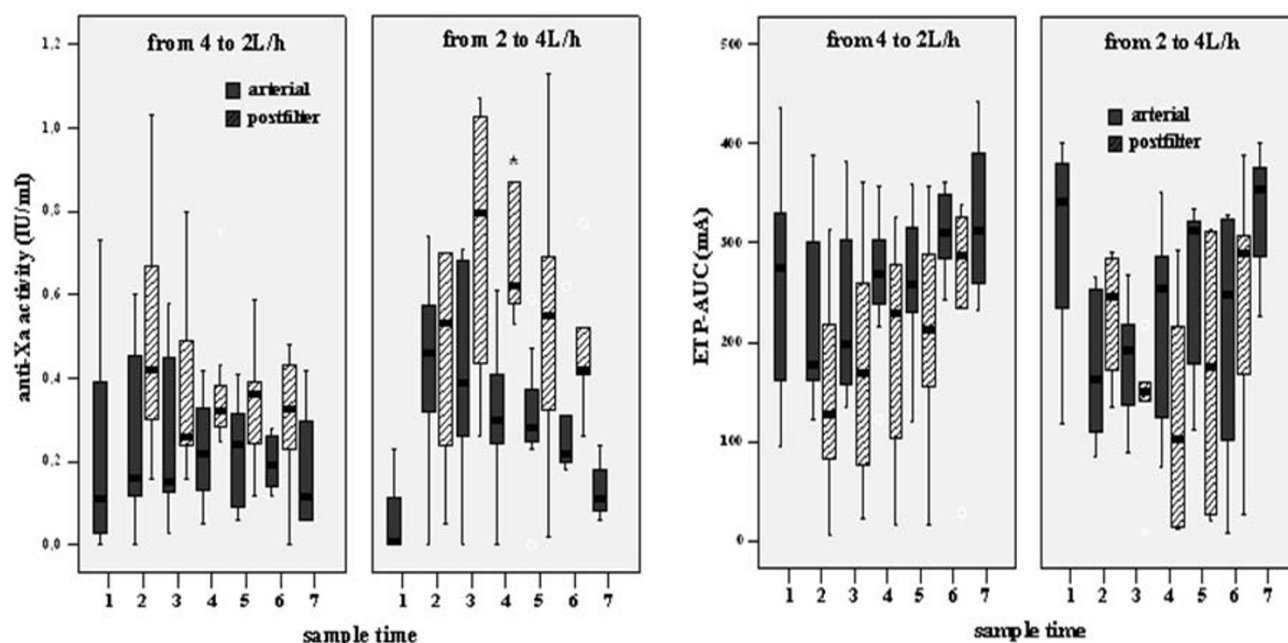 from 4 to 2L/h
from 2 to 4L/h
arterial
postfilter
anti-Xa activity (IU/ml)
1,2
1,0
0,8
0,6
0,4
0,2
0,0
*
1 2 3 4 5 6 7
1 2 3 4 5 6 7
sample time
from 4 to 2L/h
from 2 to 4L/h
arterial
postfilter
ETP-AUC (mA)
500
400
300
200
100
0
1 2 3 4 5 6 7
1 2 3 4 5 6 7
sample time